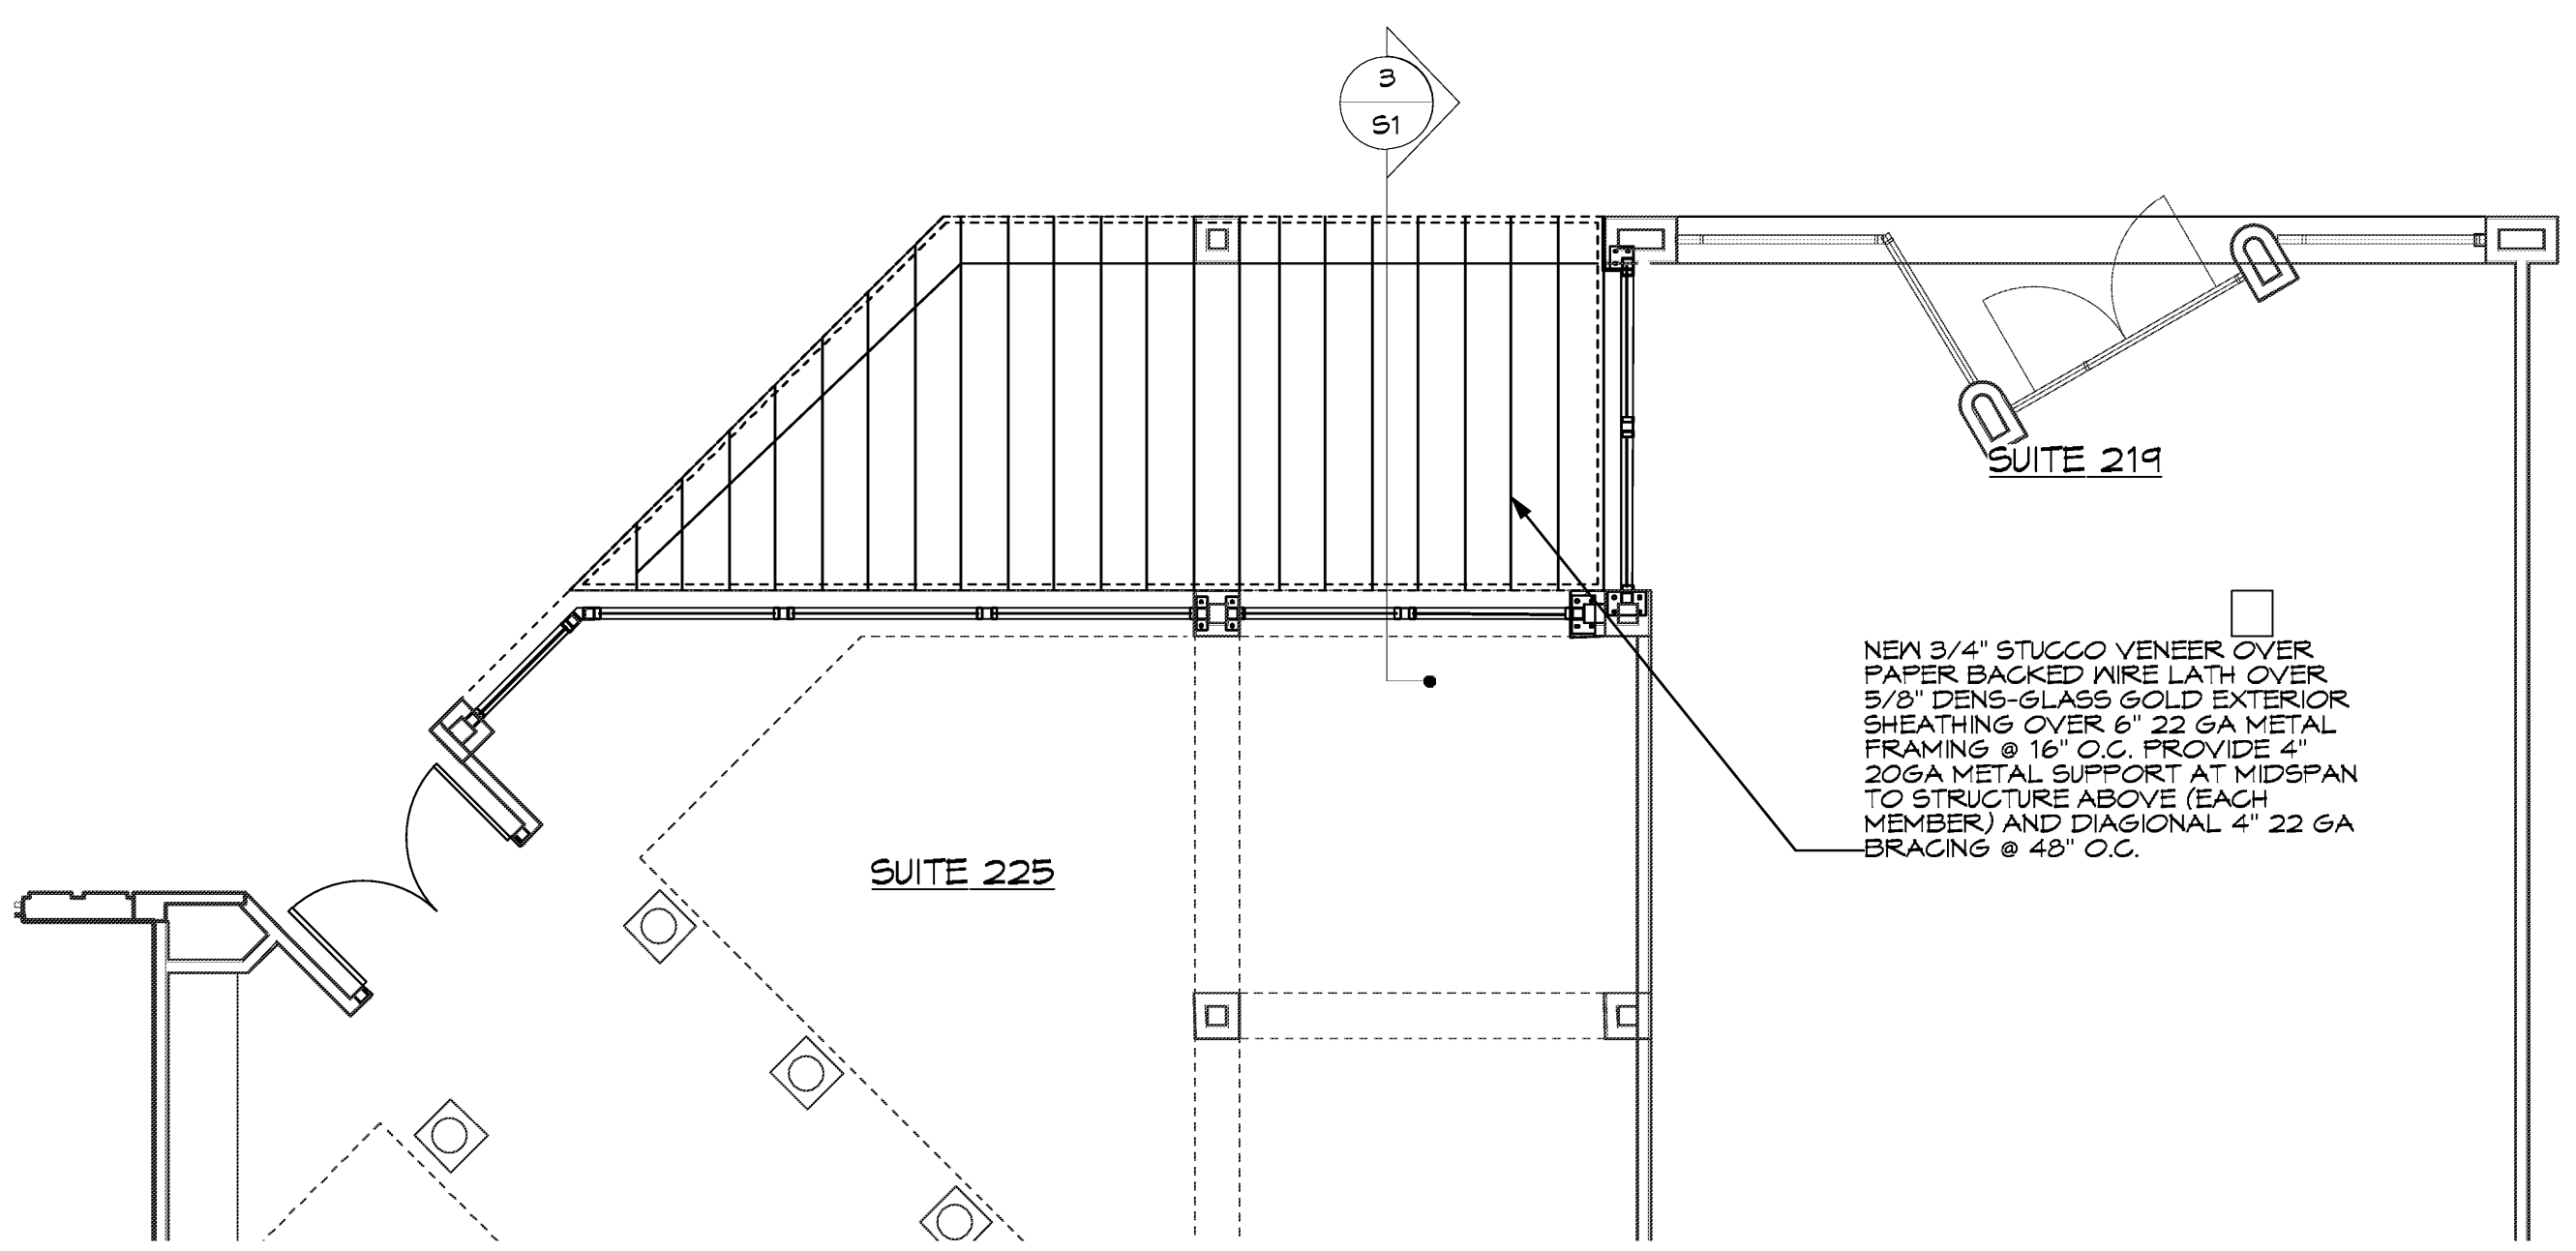 3
S1
SUITE 219
NEW 3/4" STUCCO VENEER OVER
PAPER BACKED WIRE LATH OVER
5/8" DENS-GLASS GOLD EXTERIOR
SHEATHING OVER 6" 22 GA METAL
FRAMING @ 16" O.C. PROVIDE 4"
20GA METAL SUPPORT AT MIDSPAN
TO STRUCTURE ABOVE (EACH
MEMBER) AND DIAGIONAL 4" 22 GA
BRACING @ 48" O.C.
SUITE 225